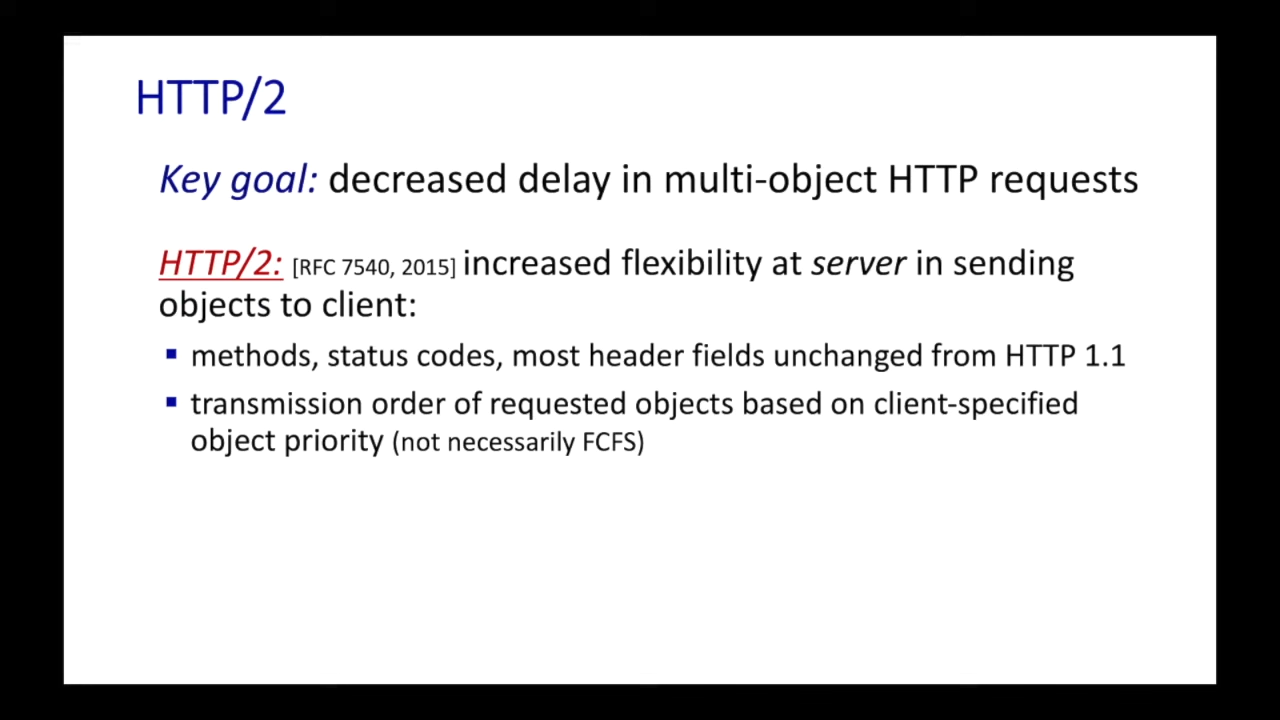 HTTP/2
Key goal: decreased delay in multi-object HTTP requests
HTTP/2: [RFC 7540, 2015] increased flexibility at server in sending
objects to client:
▪ methods, status codes, most header fields unchanged from HTTP 1.1
▪ transmission order of requested objects based on client-specified
object priority (not necessarily FCFS)